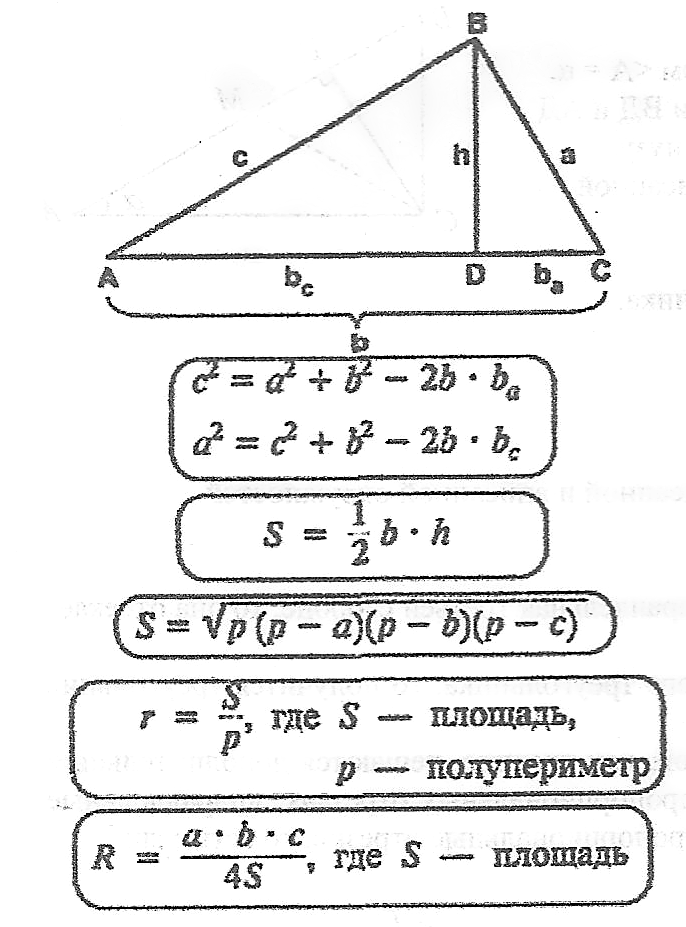 B
c h a
A D C
b_c b_a
b
c² = a² + b² − 2b · b_a
a² = c² + b² − 2b · b_c
S = 1/2 b · h
S = √p(p − a)(p − b)(p − c)
r = S/p, где S — площадь,
p — полупериметр
R = a · b · c/4S, где S — площадь